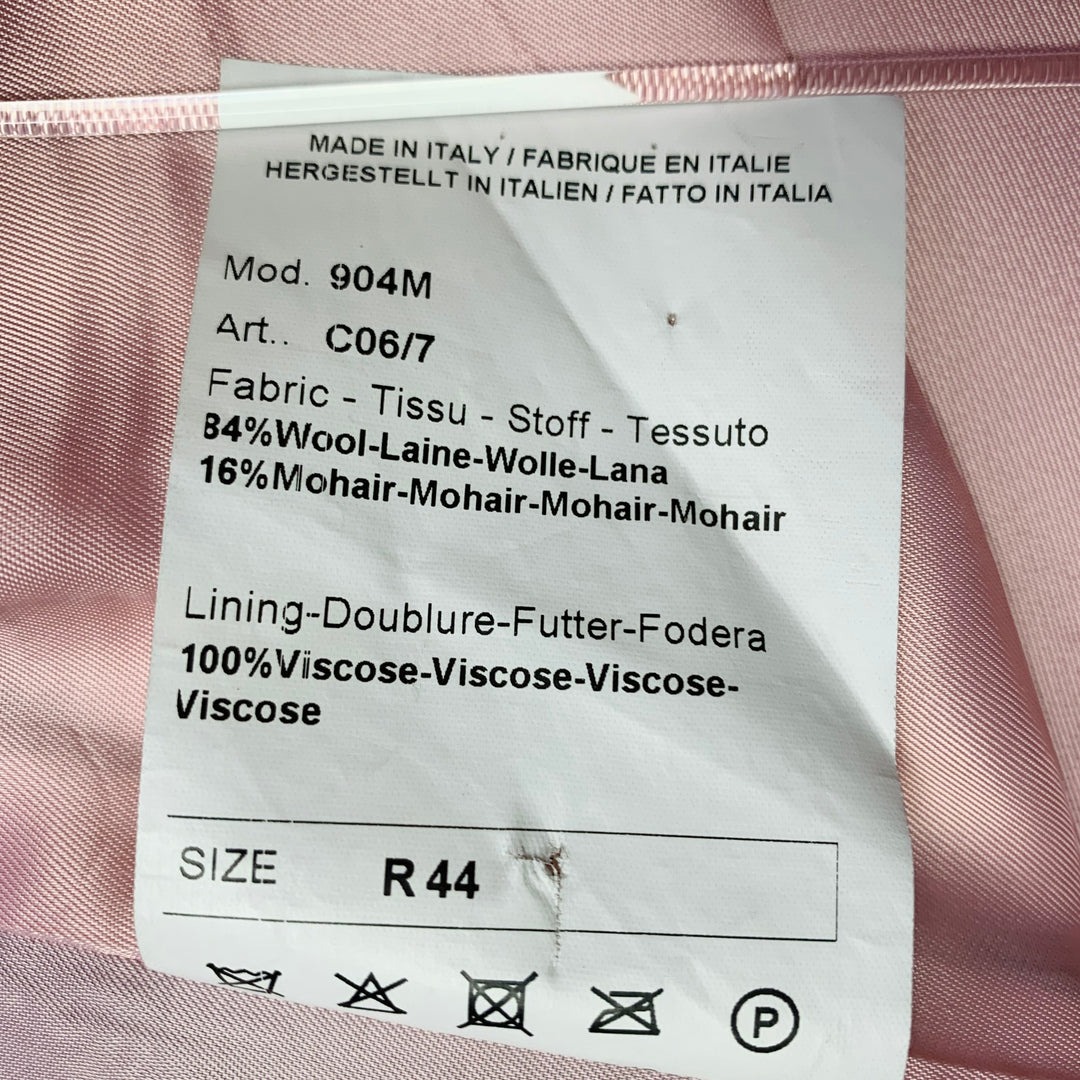 MADE IN ITALY / FABRIQUE EN ITALIE
HERGESTELLT IN ITALIEN / FATTO IN ITALIA
Mod. 904M
Art.. C06/7
Fabric - Tissu - Stoff - Tessuto
84%Wool-Laine-Wolle-Lana
16%Mohair-Mohair-Mohair-Mohair
Lining-Doublure-Futter-Fodera
100%Viscose-Viscose-Viscose-
Viscose
SIZE R 44
P